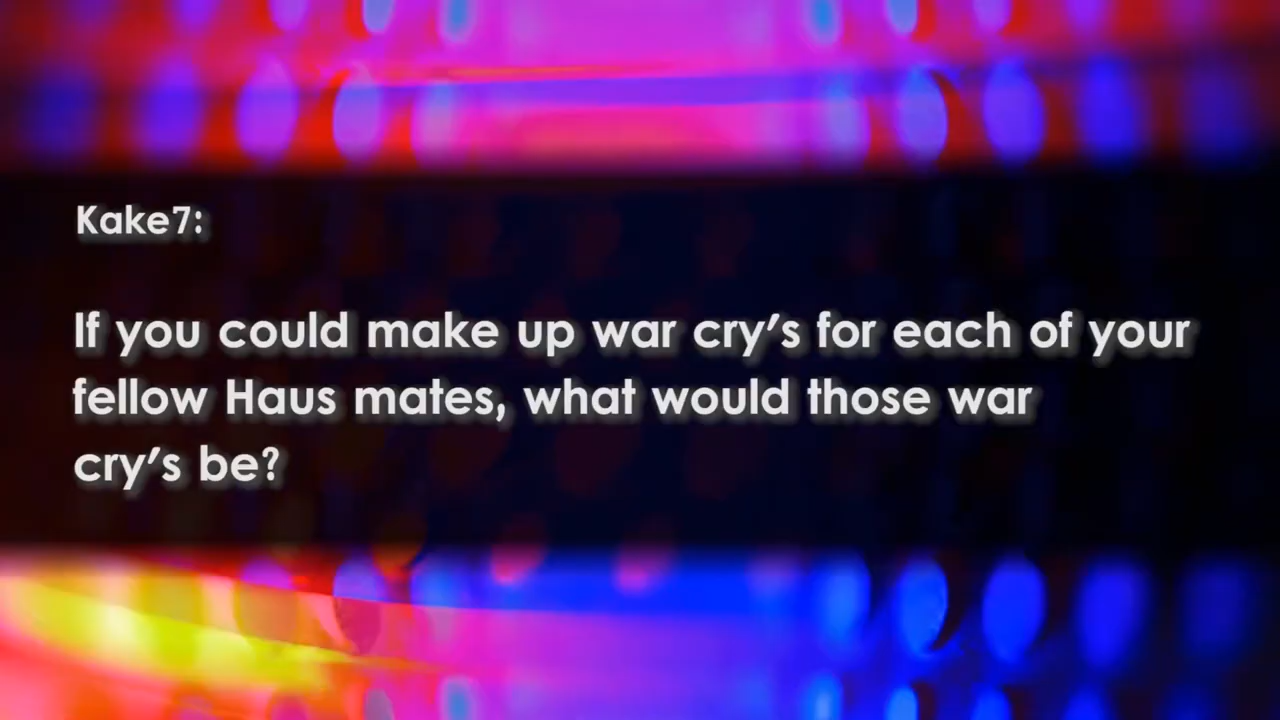 Kake7:
If you could make up war cry's for each of your
fellow Haus mates, what would those war
cry's be?